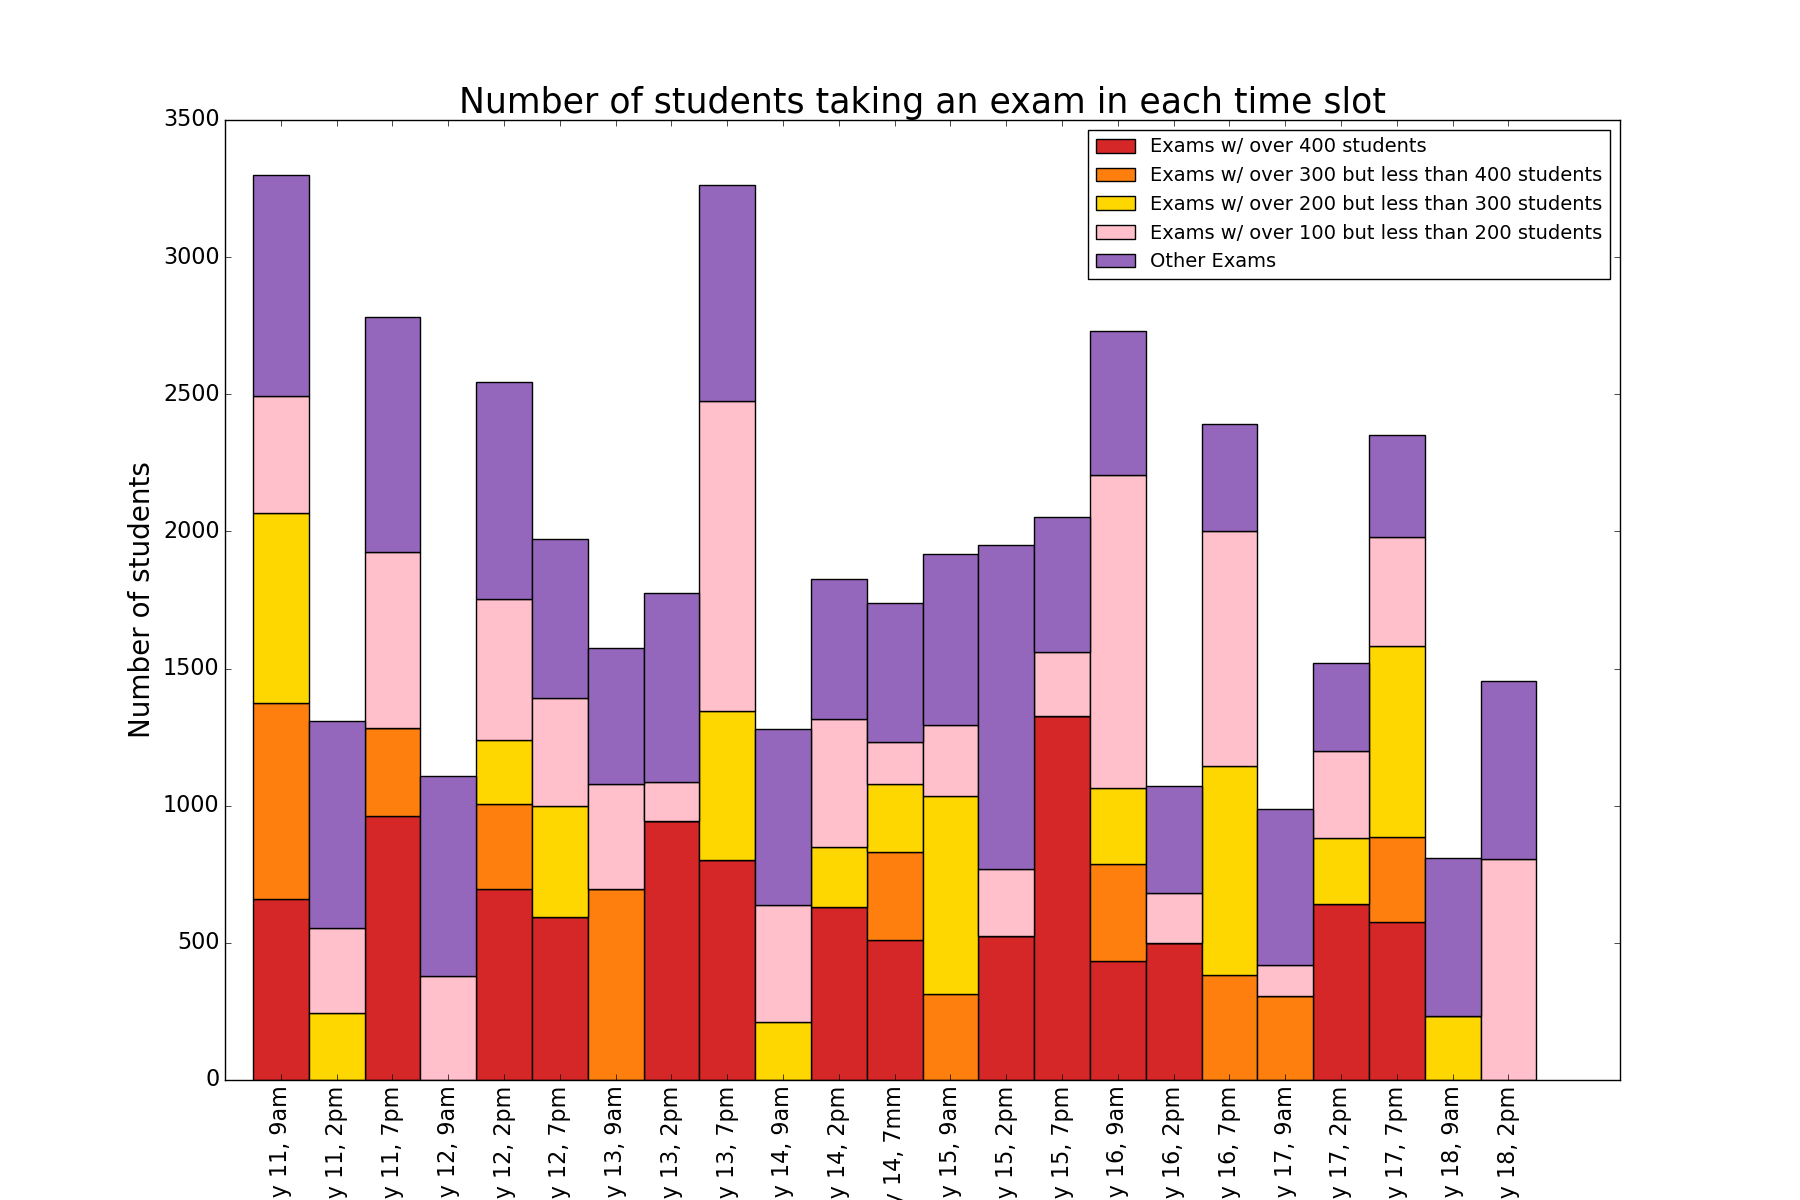 Number of students taking an exam in each time slot
Exams w/ over 400 students
Exams w/ over 300 but less than 400 students
Exams w/ over 200 but less than 300 students
Exams w/ over 100 but less than 200 students
Other Exams
Number of students
3500
3000
2500
2000
1500
1000
500
0
y 11, 9am
y 11, 2pm
y 11, 7pm
y 12, 9am
y 12, 2pm
y 12, 7pm
y 13, 9am
y 13, 2pm
y 13, 7pm
y 14, 9am
y 14, 2pm
y 14, 7mm
y 15, 9am
y 15, 2pm
y 15, 7pm
y 16, 9am
y 16, 2pm
y 16, 7pm
y 17, 9am
y 17, 2pm
y 17, 7pm
y 18, 9am
y 18, 2pm